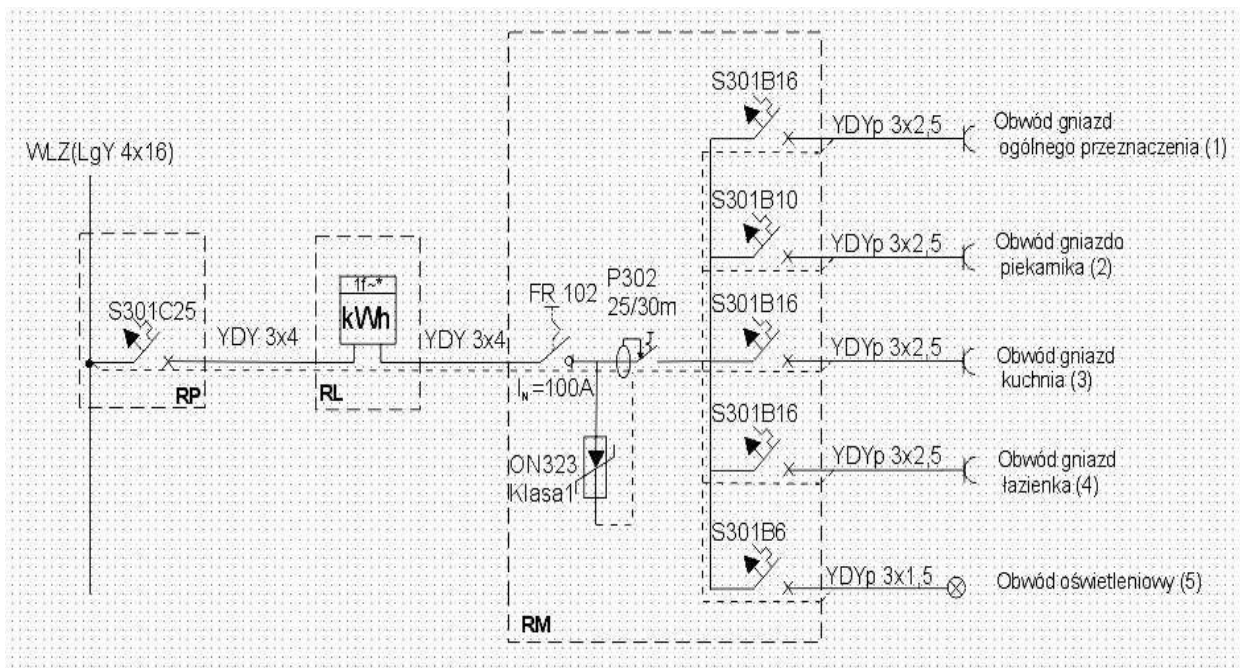 S301B16
YDYp 3x2,5
Obwód gniazd
ogólnego przeznaczenia (1)
WLZ(LgY 4x16)
S301B10
YDYp 3x2,5
Obwód gniazdo
piekarnika (2)
S301C25
YDY 3x4
RP
1f~*
kWh
RL
YDY 3x4
FR 102
I_N=100A
P302
25/30m
S301B16
YDYp 3x2,5
Obwód gniazd
kuchnia (3)
ON323
Klasa1
S301B16
YDYp 3x2,5
Obwód gniazd
łazienka (4)
S301B6
YDYp 3x1,5
Obwód oświetleniowy (5)
RM